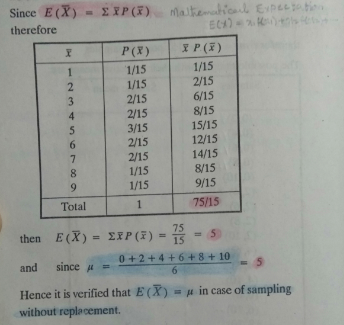 Since E(X̄) = Σ X̄ P(X̄) Mathematical Expectation
therefore
x̄ P(x̄) x̄ P(x̄)
1 1/15 1/15
2 1/15 2/15
3 2/15 6/15
4 2/15 8/15
5 3/15 15/15
6 2/15 12/15
7 2/15 14/15
8 1/15 8/15
9 1/15 9/15
Total 1 75/15
then E(X̄) = Σx̄P(x̄) = 75/15 = 5
and since μ = 0+2+4+6+8+10/6 = 5
Hence it is verified that E(X̄) = μ in case of sampling
without replacement.